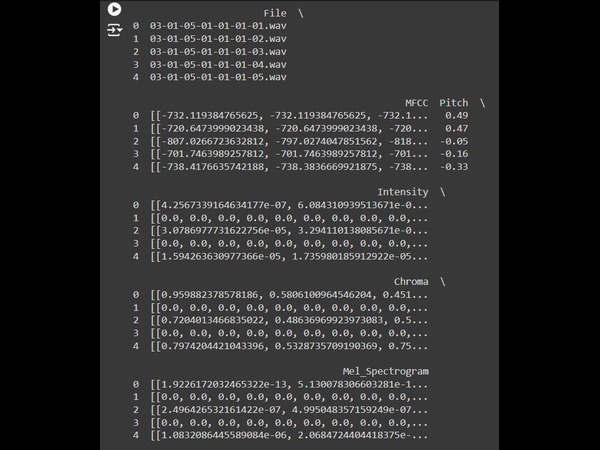 File \
0 03-01-05-01-01-01-01.wav
1 03-01-05-01-01-01-02.wav
2 03-01-05-01-01-01-03.wav
3 03-01-05-01-01-01-04.wav
4 03-01-05-01-01-01-05.wav
MFCC Pitch \
0 [[-732.119384765625, -732.119384765625, -732.1... 0.49
1 [[-720.6473999023438, -720.6473999023438, -720... 0.47
2 [[-807.0266723632812, -797.0274047851562, -818... -0.05
3 [[-701.7463989257812, -701.7463989257812, -701... -0.16
4 [[-738.4176635742188, -738.3836669921875, -738... -0.33
Intensity \
0 [[4.2567339164634177e-07, 6.084310939513671e-0...
1 [[0.0, 0.0, 0.0, 0.0, 0.0, 0.0, 0.0, 0.0, 0.0,...
2 [[3.0786977731622756e-05, 3.294110138085671e-0...
3 [[0.0, 0.0, 0.0, 0.0, 0.0, 0.0, 0.0, 0.0, 0.0,...
4 [[1.594263630977366e-05, 1.735980185912922e-05...
Chroma \
0 [[0.959882378578186, 0.5806100964546204, 0.451...
1 [[0.0, 0.0, 0.0, 0.0, 0.0, 0.0, 0.0, 0.0, 0.0,...
2 [[0.7204013466835022, 0.48636969923973083, 0.5...
3 [[0.0, 0.0, 0.0, 0.0, 0.0, 0.0, 0.0, 0.0, 0.0,...
4 [[0.7974204421043396, 0.5328735709190369, 0.75...
Mel_Spectrogram
0 [[1.9226172032465322e-13, 5.130078306603281e-1...
1 [[0.0, 0.0, 0.0, 0.0, 0.0, 0.0, 0.0, 0.0, 0.0,...
2 [[2.496426532161422e-07, 4.995048357159249e-07...
3 [[0.0, 0.0, 0.0, 0.0, 0.0, 0.0, 0.0, 0.0, 0.0,...
4 [[1.0832086445589084e-06, 2.0684724404418375e-...